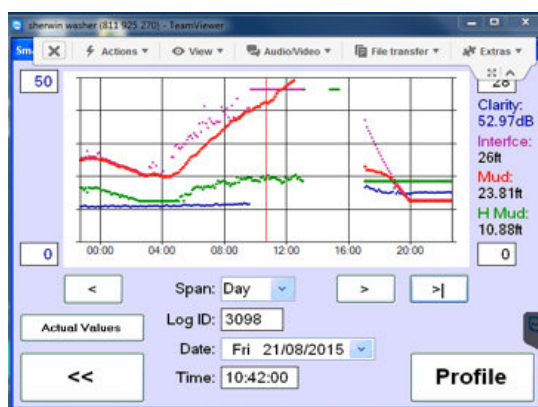 sherwin washer (811 925 270) - TeamViewer
Actions View Audio/Video File transfer Extras
50
Clarity:
52.97dB
Interfce:
26ft
Mud:
23.81ft
H Mud:
10.88ft
0 0
00:00 04:00 08:00 12:00 16:00 20:00
< Span: Day > >|
Actual Values
Log ID: 3098
Date: Fri 21/08/2015
<< Time: 10:42:00 Profile